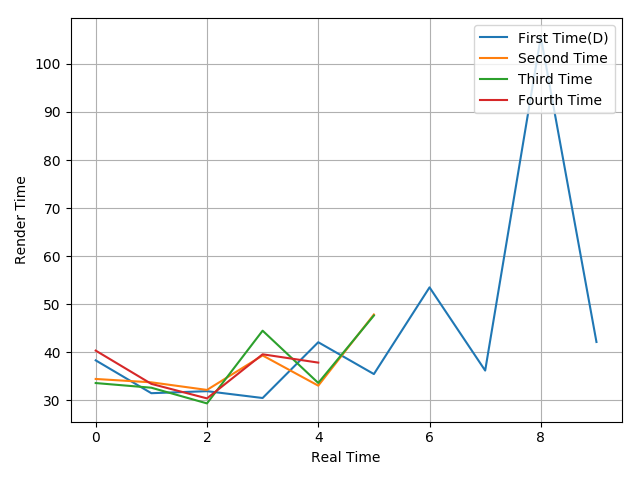 First Time(D)
Second Time
Third Time
Fourth Time
100
90
80
70
60
50
40
30
Render Time
0 2 4 6 8
Real Time